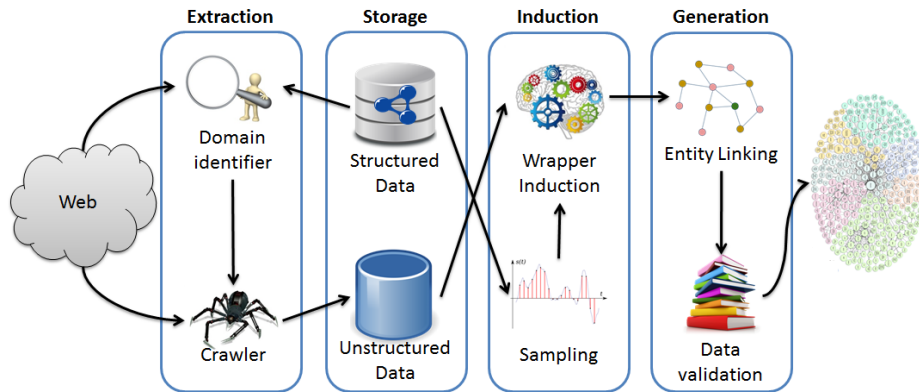 Extraction
Storage
Induction
Generation
Web
Domain
identifier
Crawler
Structured
Data
Unstructured
Data
Wrapper
Induction
x(t)
t
Sampling
Entity Linking
Data
validation